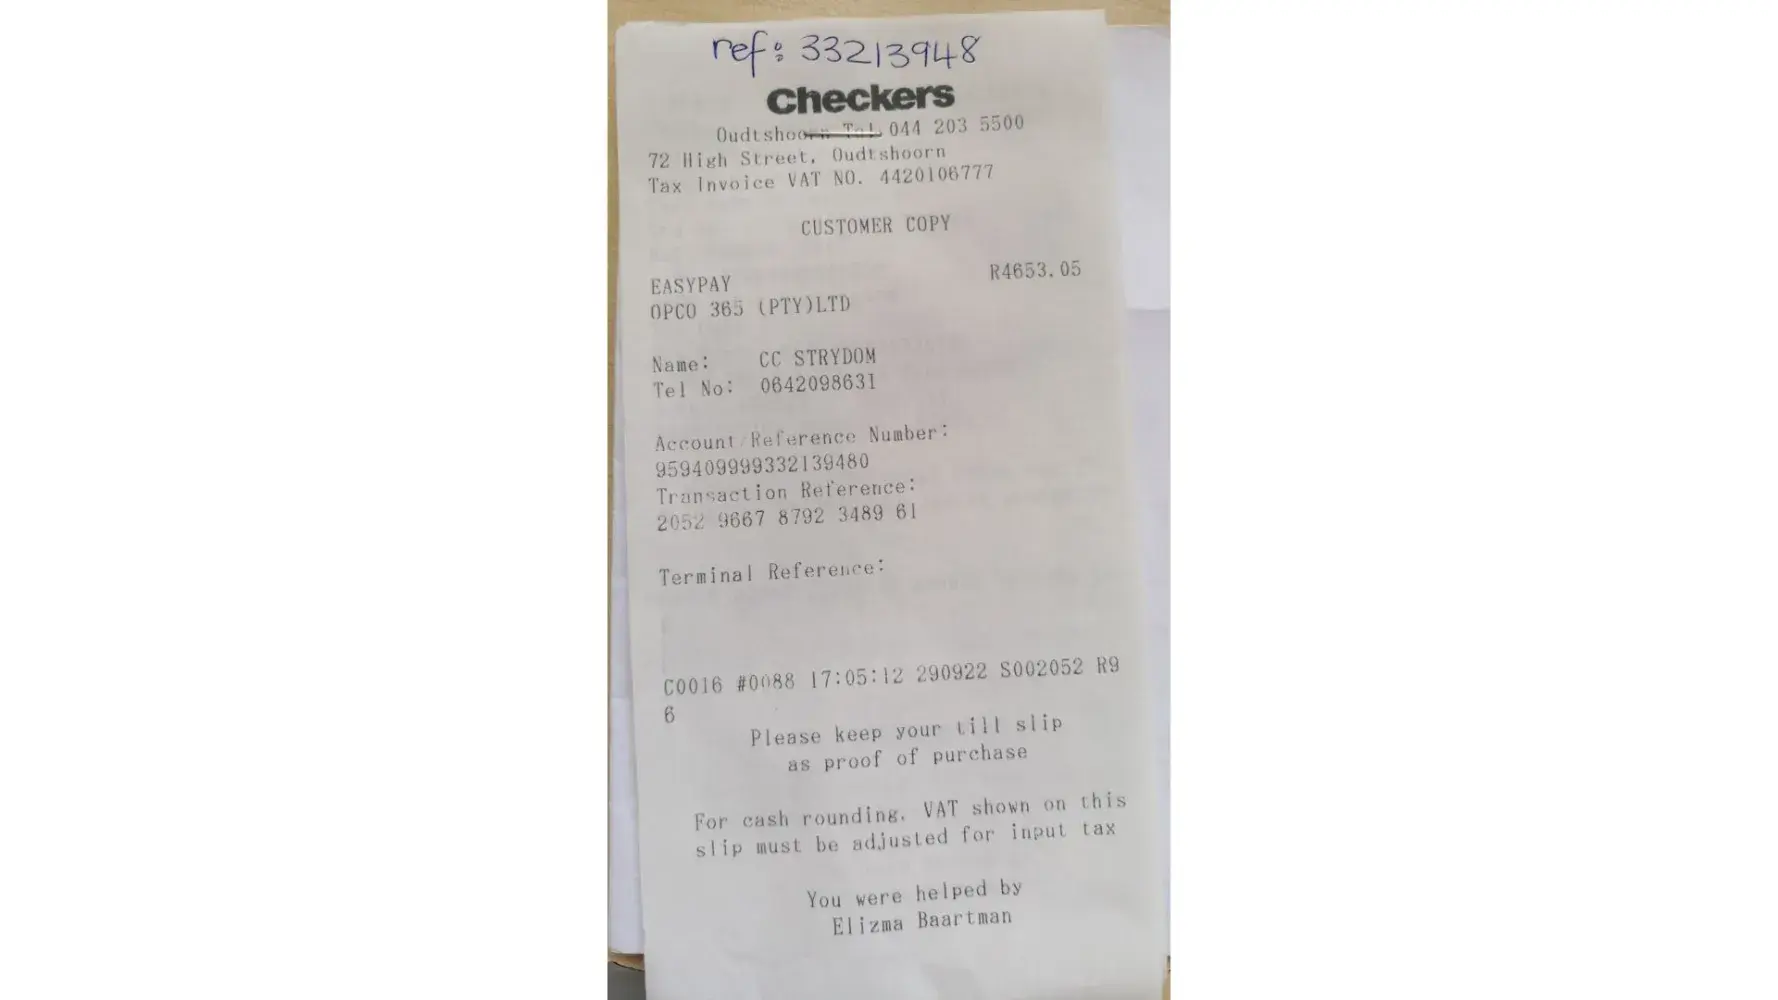 ref: 33213948
Checkers
Oudtshoorn Tel. 044 203 5500
72 High Street, Oudtshoorn
Tax Invoice VAT NO. 4420106777
CUSTOMER COPY
EASYPAY R4653.05
OPCO 365 (PTY)LTD
Name: CC STRYDOM
Tel No: 0642098631
Account/Reference Number:
959409999332139480
Transaction Reference:
2052 9667 8792 3489 61
Terminal Reference:
C0016 #0088 17:05:12 290922 S002052 R9
6
Please keep your till slip
as proof of purchase
For cash rounding, VAT shown on this
slip must be adjusted for input tax
You were helped by
Elizma Baartman